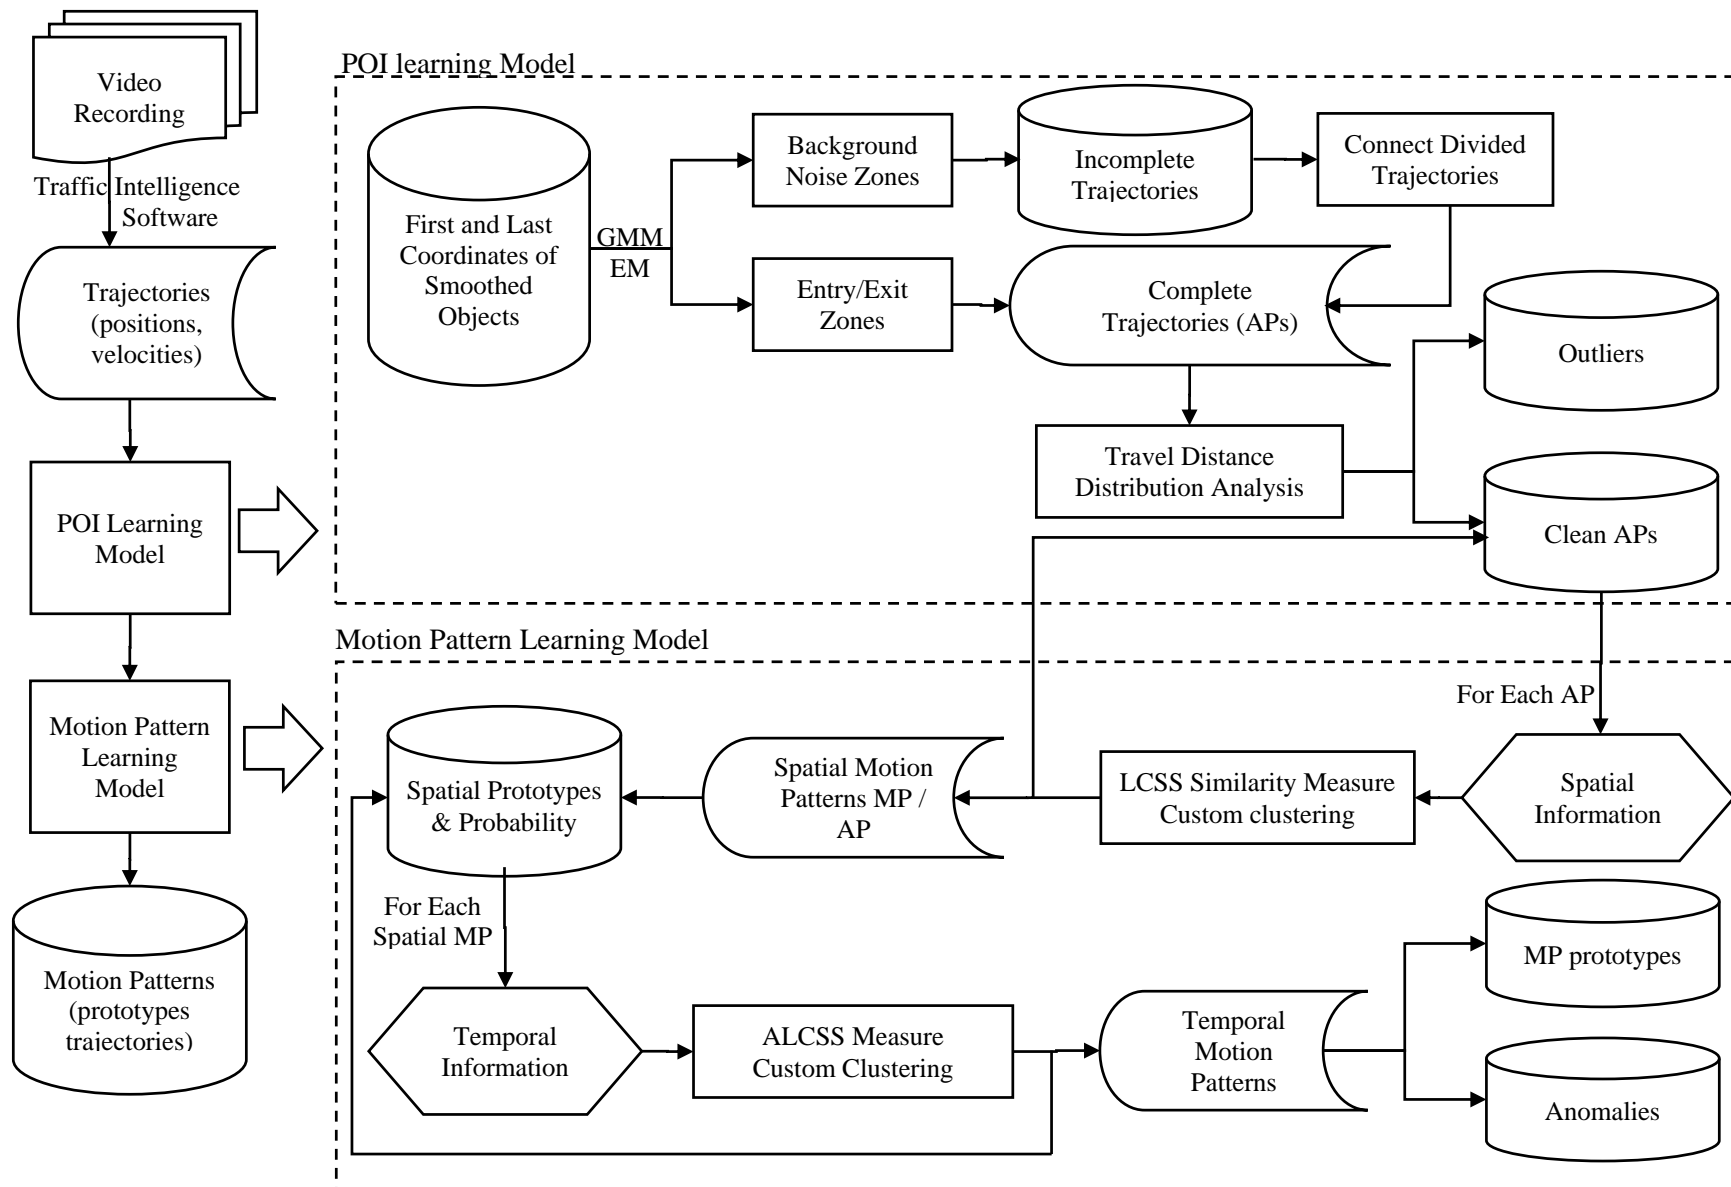 Video
Recording
Traffic Intelligence
Software
Trajectories
(positions,
velocities)
POI Learning
Model
Motion Pattern
Learning
Model
Motion Patterns
(prototypes
trajectories)
POI learning Model
First and Last
Coordinates of
Smoothed
Objects
GMM
EM
Background
Noise Zones
Incomplete
Trajectories
Connect Divided
Trajectories
Entry/Exit
Zones
Complete
Trajectories (APs)
Outliers
Travel Distance
Distribution Analysis
Clean APs
Motion Pattern Learning Model
For Each AP
Spatial
Information
LCSS Similarity Measure
Custom clustering
Spatial Motion
Patterns MP /
AP
Spatial Prototypes
& Probability
For Each
Spatial MP
Temporal
Information
ALCSS Measure
Custom Clustering
Temporal
Motion
Patterns
MP prototypes
Anomalies